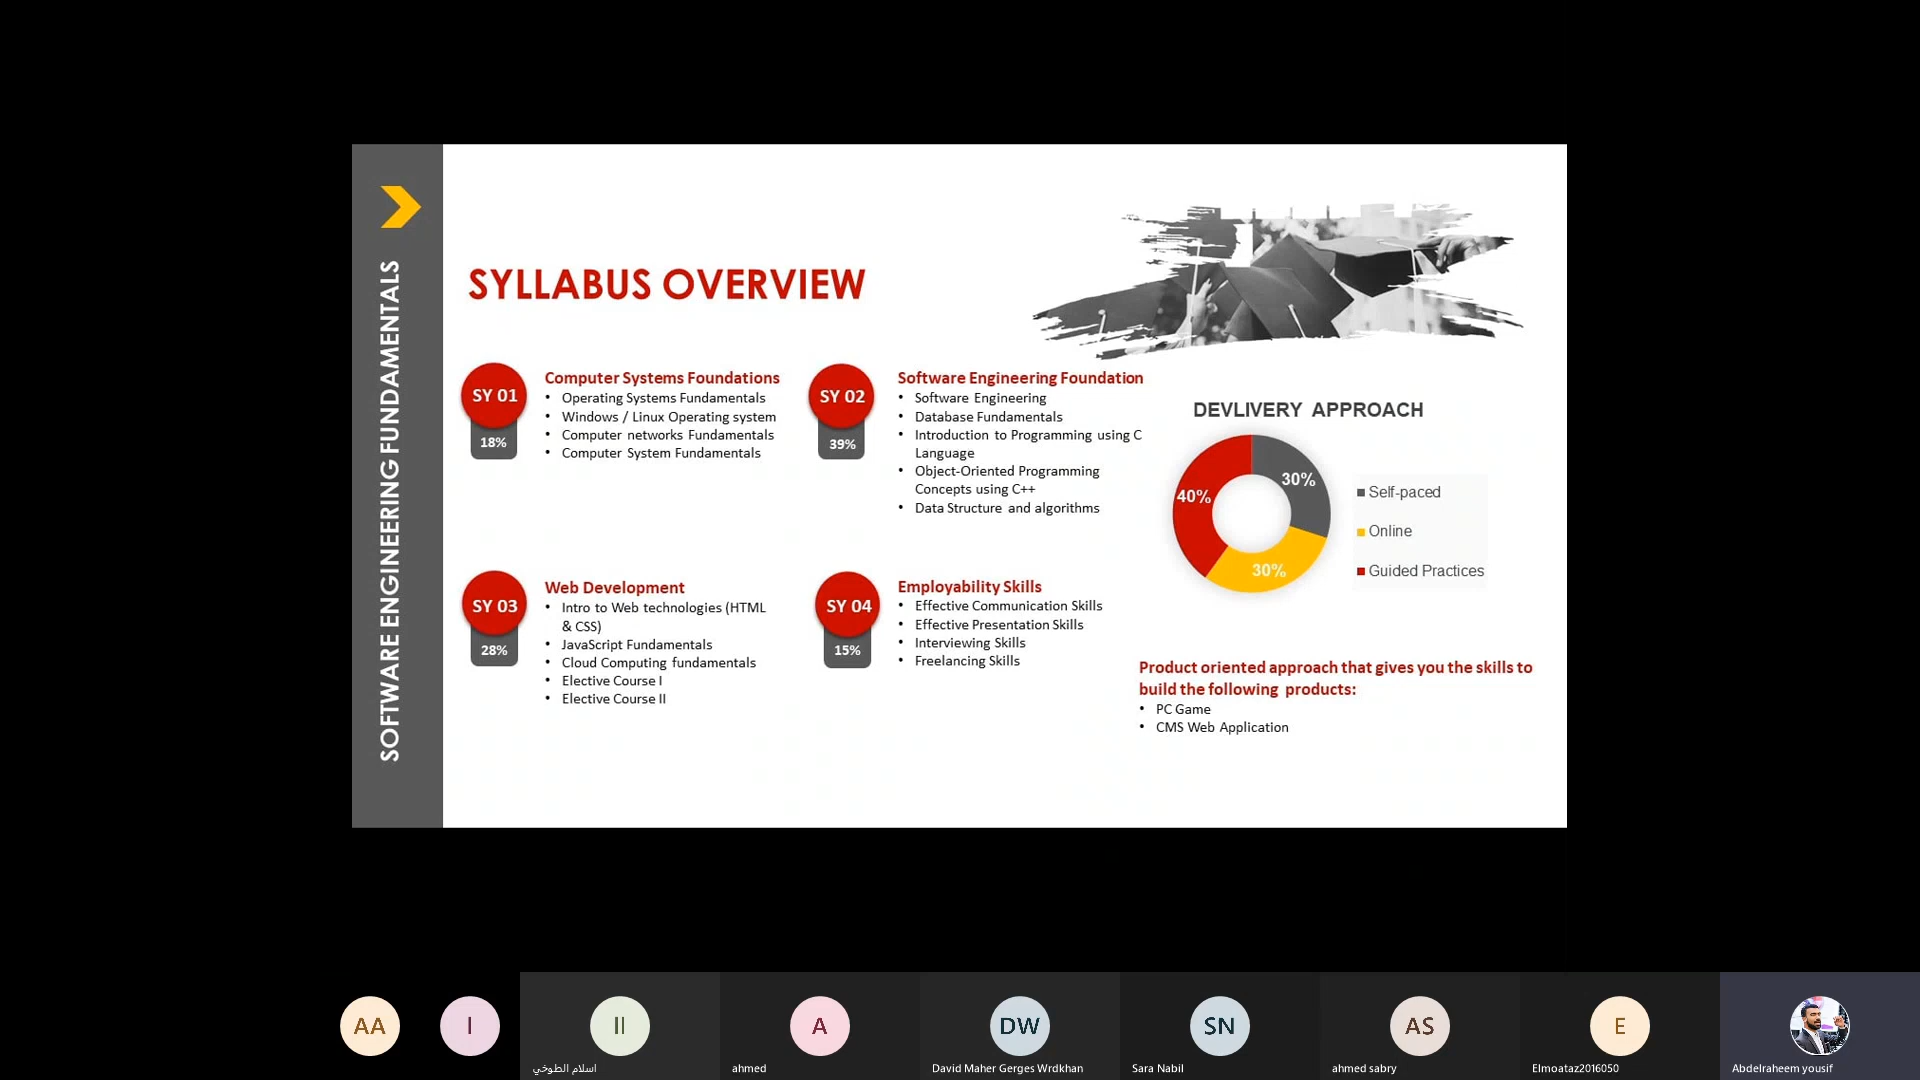 SOFTWARE ENGINEERING FUNDAMENTALS
SYLLABUS OVERVIEW
SY 01
18%
Computer Systems Foundations
• Operating Systems Fundamentals
• Windows / Linux Operating system
• Computer networks Fundamentals
• Computer System Fundamentals
SY 02
39%
Software Engineering Foundation
• Software Engineering
• Database Fundamentals
• Introduction to Programming using C
Language
• Object-Oriented Programming
Concepts using C++
• Data Structure and algorithms
SY 03
28%
Web Development
• Intro to Web technologies (HTML
& CSS)
• JavaScript Fundamentals
• Cloud Computing fundamentals
• Elective Course I
• Elective Course II
SY 04
15%
Employability Skills
• Effective Communication Skills
• Effective Presentation Skills
• Interviewing Skills
• Freelancing Skills
DEVLIVERY APPROACH
30%
40%
30%
Self-paced
Online
Guided Practices
Product oriented approach that gives you the skills to
build the following products:
• PC Game
• CMS Web Application
AA
I
اا
اسلام الطوخي
A
ahmed
DW
David Maher Gerges Wrdkhan
SN
Sara Nabil
AS
ahmed sabry
E
Elmoataz2016050
Abdelraheem yousif